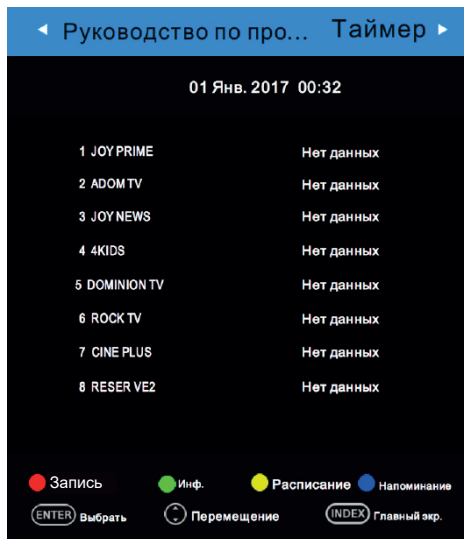 Руководство по про... Таймер
01 Янв. 2017 00:32
1 JOY PRIME Нет данных
2 ADOM TV Нет данных
3 JOY NEWS Нет данных
4 4KIDS Нет данных
5 DOMINION TV Нет данных
6 ROCK TV Нет данных
7 CINE PLUS Нет данных
8 RESER VE2 Нет данных
Запись Инф. Расписание Напоминание
ENTER Выбрать Перемещение INDEX Главный экр.